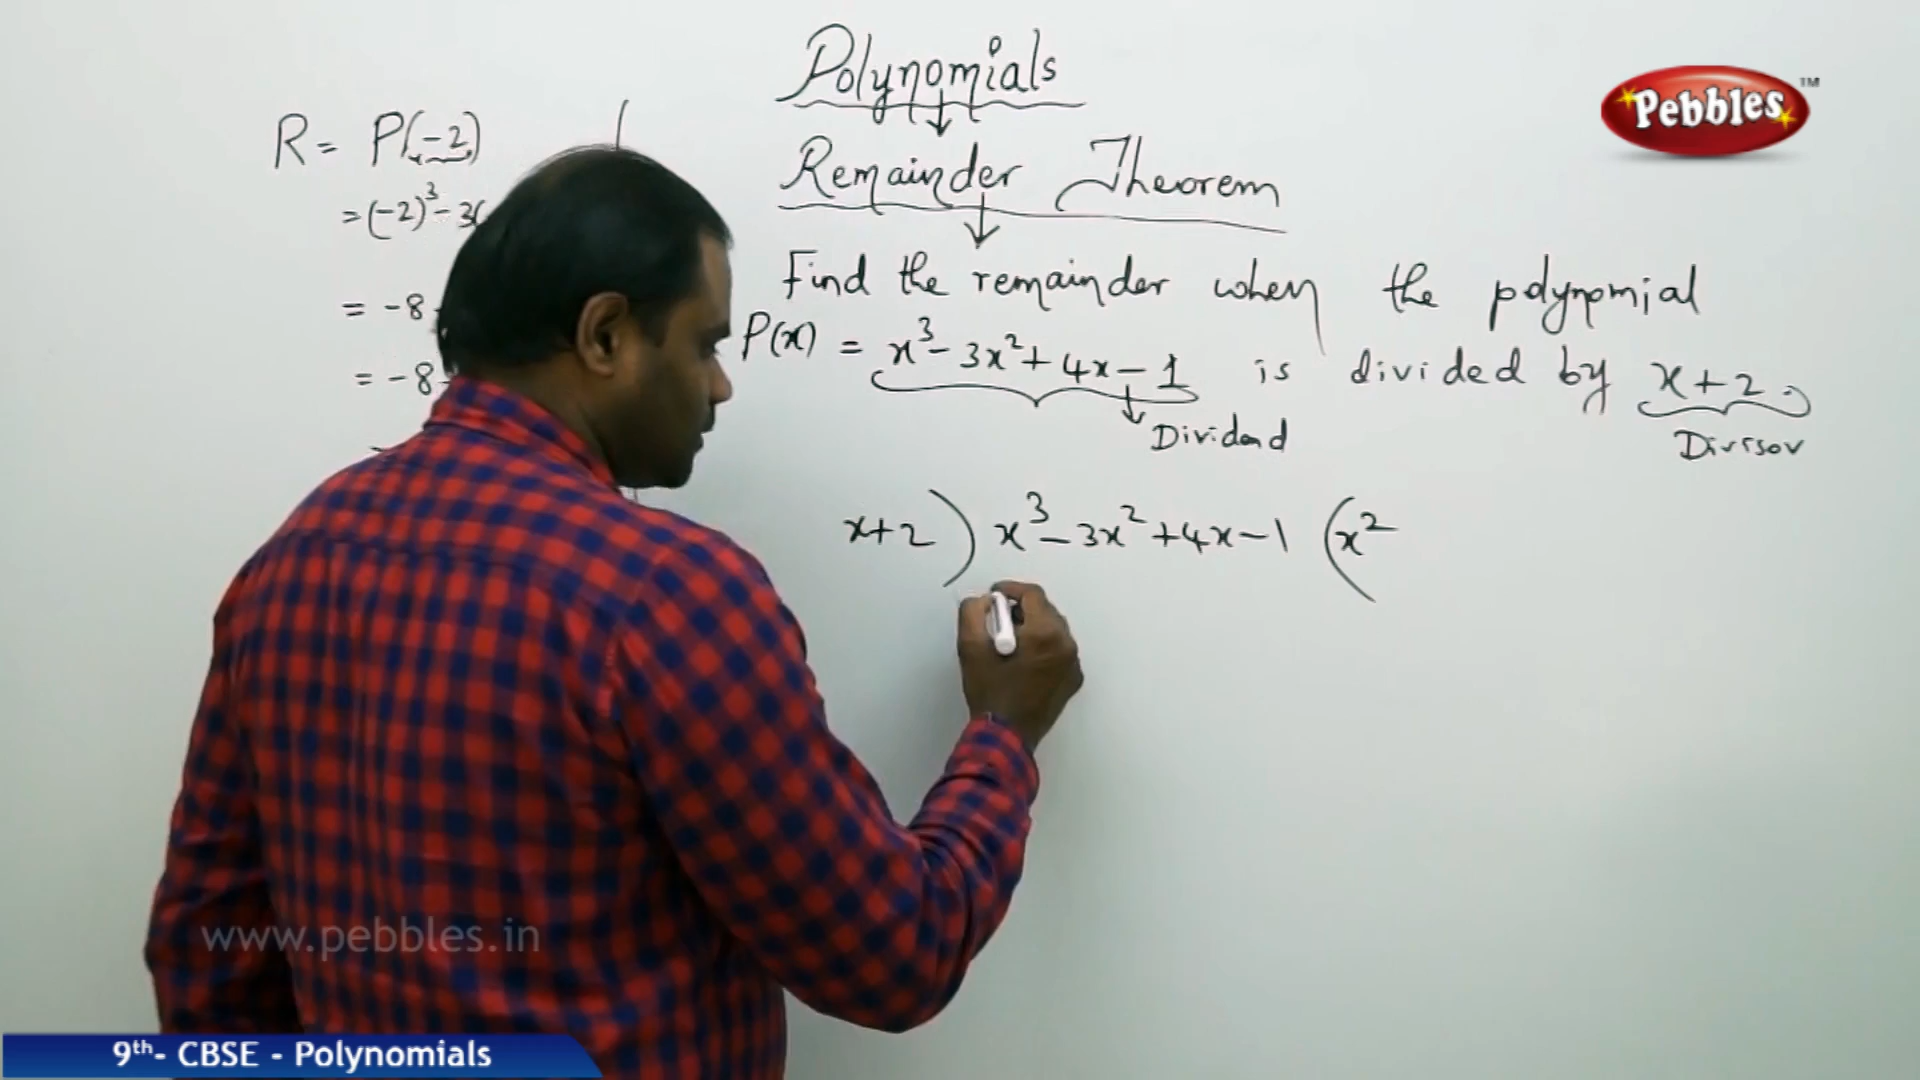 Polynomials
Remainder Theorem
Find the remainder when the polynomial
P(x) = x³ - 3x² + 4x - 1 is divided by x + 2.
Dividend
Divisor
x+2 ) x³ - 3x² + 4x - 1 ( x²
R = P(-2)
= (-2)³ - 3(
= -8
= -8
Pebbles™
www.pebbles.in
9th- CBSE - Polynomials